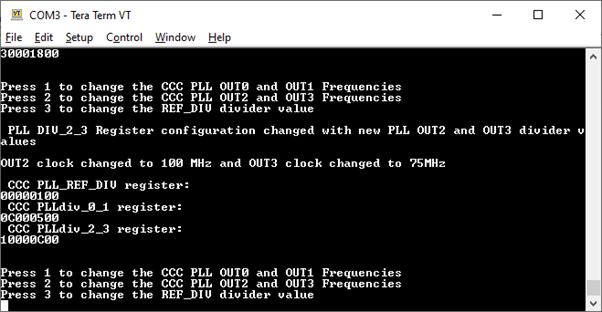 COM3 - Tera Term VT
File Edit Setup Control Window Help
30001800
Press 1 to change the CCC PLL OUT0 and OUT1 Frequencies
Press 2 to change the CCC PLL OUT2 and OUT3 Frequencies
Press 3 to change the REF_DIV divider value
PLL DIV_2_3 Register configuration changed with new PLL OUT2 and OUT3 divider v
alues
OUT2 clock changed to 100 MHz and OUT3 clock changed to 75MHz
CCC PLL_REF_DIV register:
00000100
CCC PLLdiv_0_1 register:
0C000500
CCC PLLdiv_2_3 register:
10000C00
Press 1 to change the CCC PLL OUT0 and OUT1 Frequencies
Press 2 to change the CCC PLL OUT2 and OUT3 Frequencies
Press 3 to change the REF_DIV divider value